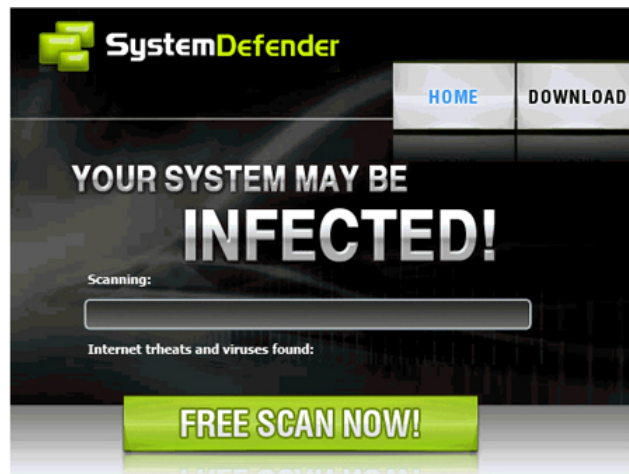 SystemDefender
HOME
DOWNLOAD
YOUR SYSTEM MAY BE
INFECTED!
Scanning:
Internet trheats and viruses found:
FREE SCAN NOW!